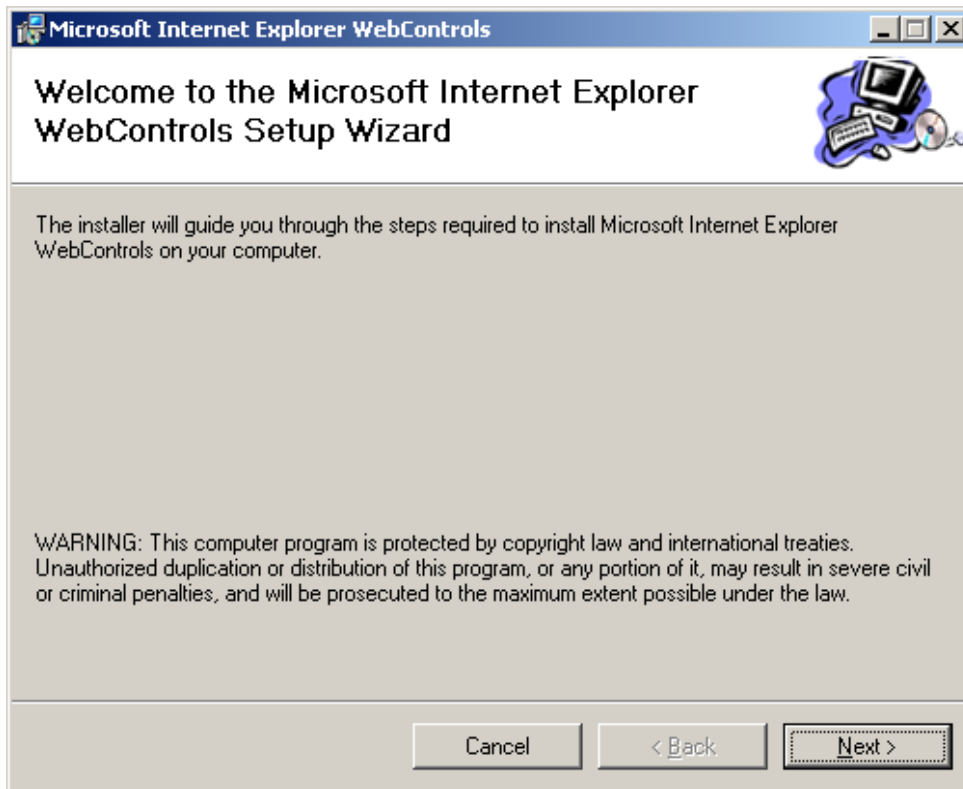 Microsoft Internet Explorer WebControls
Welcome to the Microsoft Internet Explorer
WebControls Setup Wizard
The installer will guide you through the steps required to install Microsoft Internet Explorer
WebControls on your computer.
WARNING: This computer program is protected by copyright law and international treaties.
Unauthorized duplication or distribution of this program, or any portion of it, may result in severe civil
or criminal penalties, and will be prosecuted to the maximum extent possible under the law.
Cancel
< Back
Next >